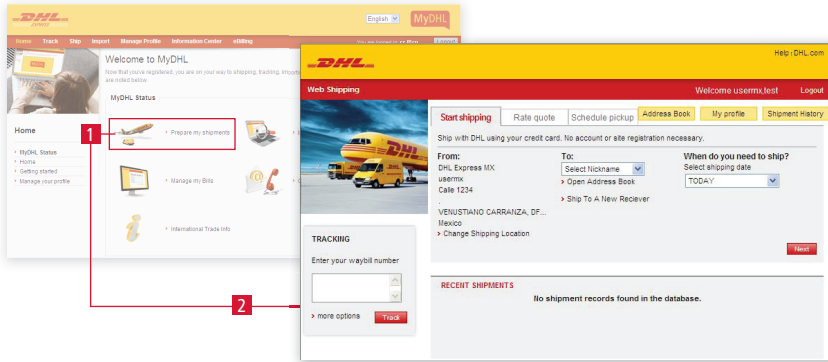 DHL
EXPRESS
English
MyDHL
Home Track Ship Import Manage Profile Information Center eBilling
Logout
Welcome to MyDHL
Now that you're registered, you are on your way to shipping, tracking,
are noted below.
MyDHL Status
Home
MyDHL Status
Home
Getting started
Manage your profile
1
Prepare my shipments
Manage my Bills
International Trade Info
2
Help | DHL.com
DHL
Web Shipping
Welcome usermx,test
Logout
Start shipping
Rate quote
Schedule pickup
Address Book
My profile
Shipment History
Ship with DHL using your credit card. No account or site registration necessary.
From:
DHL Express MX
usermx
Calle 1234
.
VENUSTIANO CARRANZA, DF...
Mexico
Change Shipping Location
To:
Select Nickname
Open Address Book
Ship To A New Reciever
When do you need to ship?
Select shipping date
TODAY
Next
TRACKING
Enter your waybill number
more options
Track
RECENT SHIPMENTS
No shipment records found in the database.